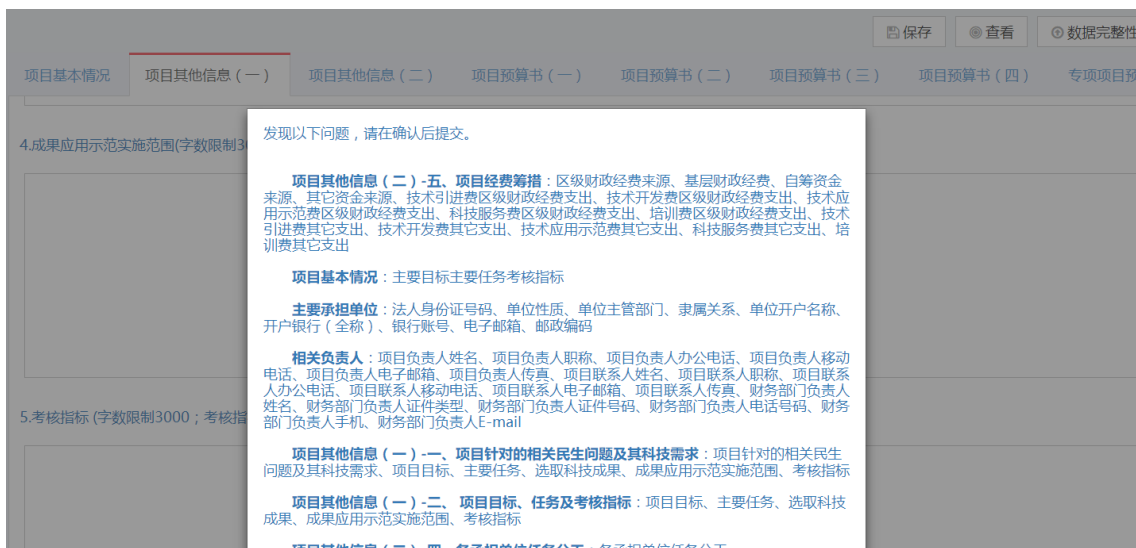 保存 查看 数据完整性
项目基本情况 项目其他信息（一） 项目其他信息（二） 项目预算书（一） 项目预算书（二） 项目预算书（三） 项目预算书（四） 专项项目预
4.成果应用示范实施范围(字数限制3
发现以下问题，请在确认后提交。
项目其他信息（二）-五、项目经费筹措：区级财政经费来源、基层财政经费、自筹资金
来源、其它资金来源、技术引进费区级财政经费支出、技术开发费区级财政经费支出、技术应
用示范费区级财政经费支出、科技服务费区级财政经费支出、培训费区级财政经费支出、技术
引进费其它支出、技术开发费其它支出、技术应用示范费其它支出、科技服务费其它支出、培
训费其它支出
项目基本情况：主要目标主要任务考核指标
主要承担单位：法人身份证号码、单位性质、单位主管部门、隶属关系、单位开户名称、
开户银行（全称）、银行账号、电子邮箱、邮政编码
相关负责人：项目负责人姓名、项目负责人职称、项目负责人办公电话、项目负责人移动
电话、项目负责人电子邮箱、项目负责人传真、项目联系人姓名、项目联系人职称、项目联系
人办公电话、项目联系人移动电话、项目联系人电子邮箱、项目联系人传真、财务部门负责人
姓名、财务部门负责人证件类型、财务部门负责人证件号码、财务部门负责人电话号码、财务
部门负责人手机、财务部门负责人E-mail
5.考核指标 (字数限制3000；考核指
项目其他信息（一）-一、项目针对的相关民生问题及其科技需求：项目针对的相关民生
问题及其科技需求、项目目标、主要任务、选取科技成果、成果应用示范实施范围、考核指标
项目其他信息（一）-二、 项目目标、任务及考核指标：项目目标、主要任务、选取科技
成果、成果应用示范实施范围、考核指标